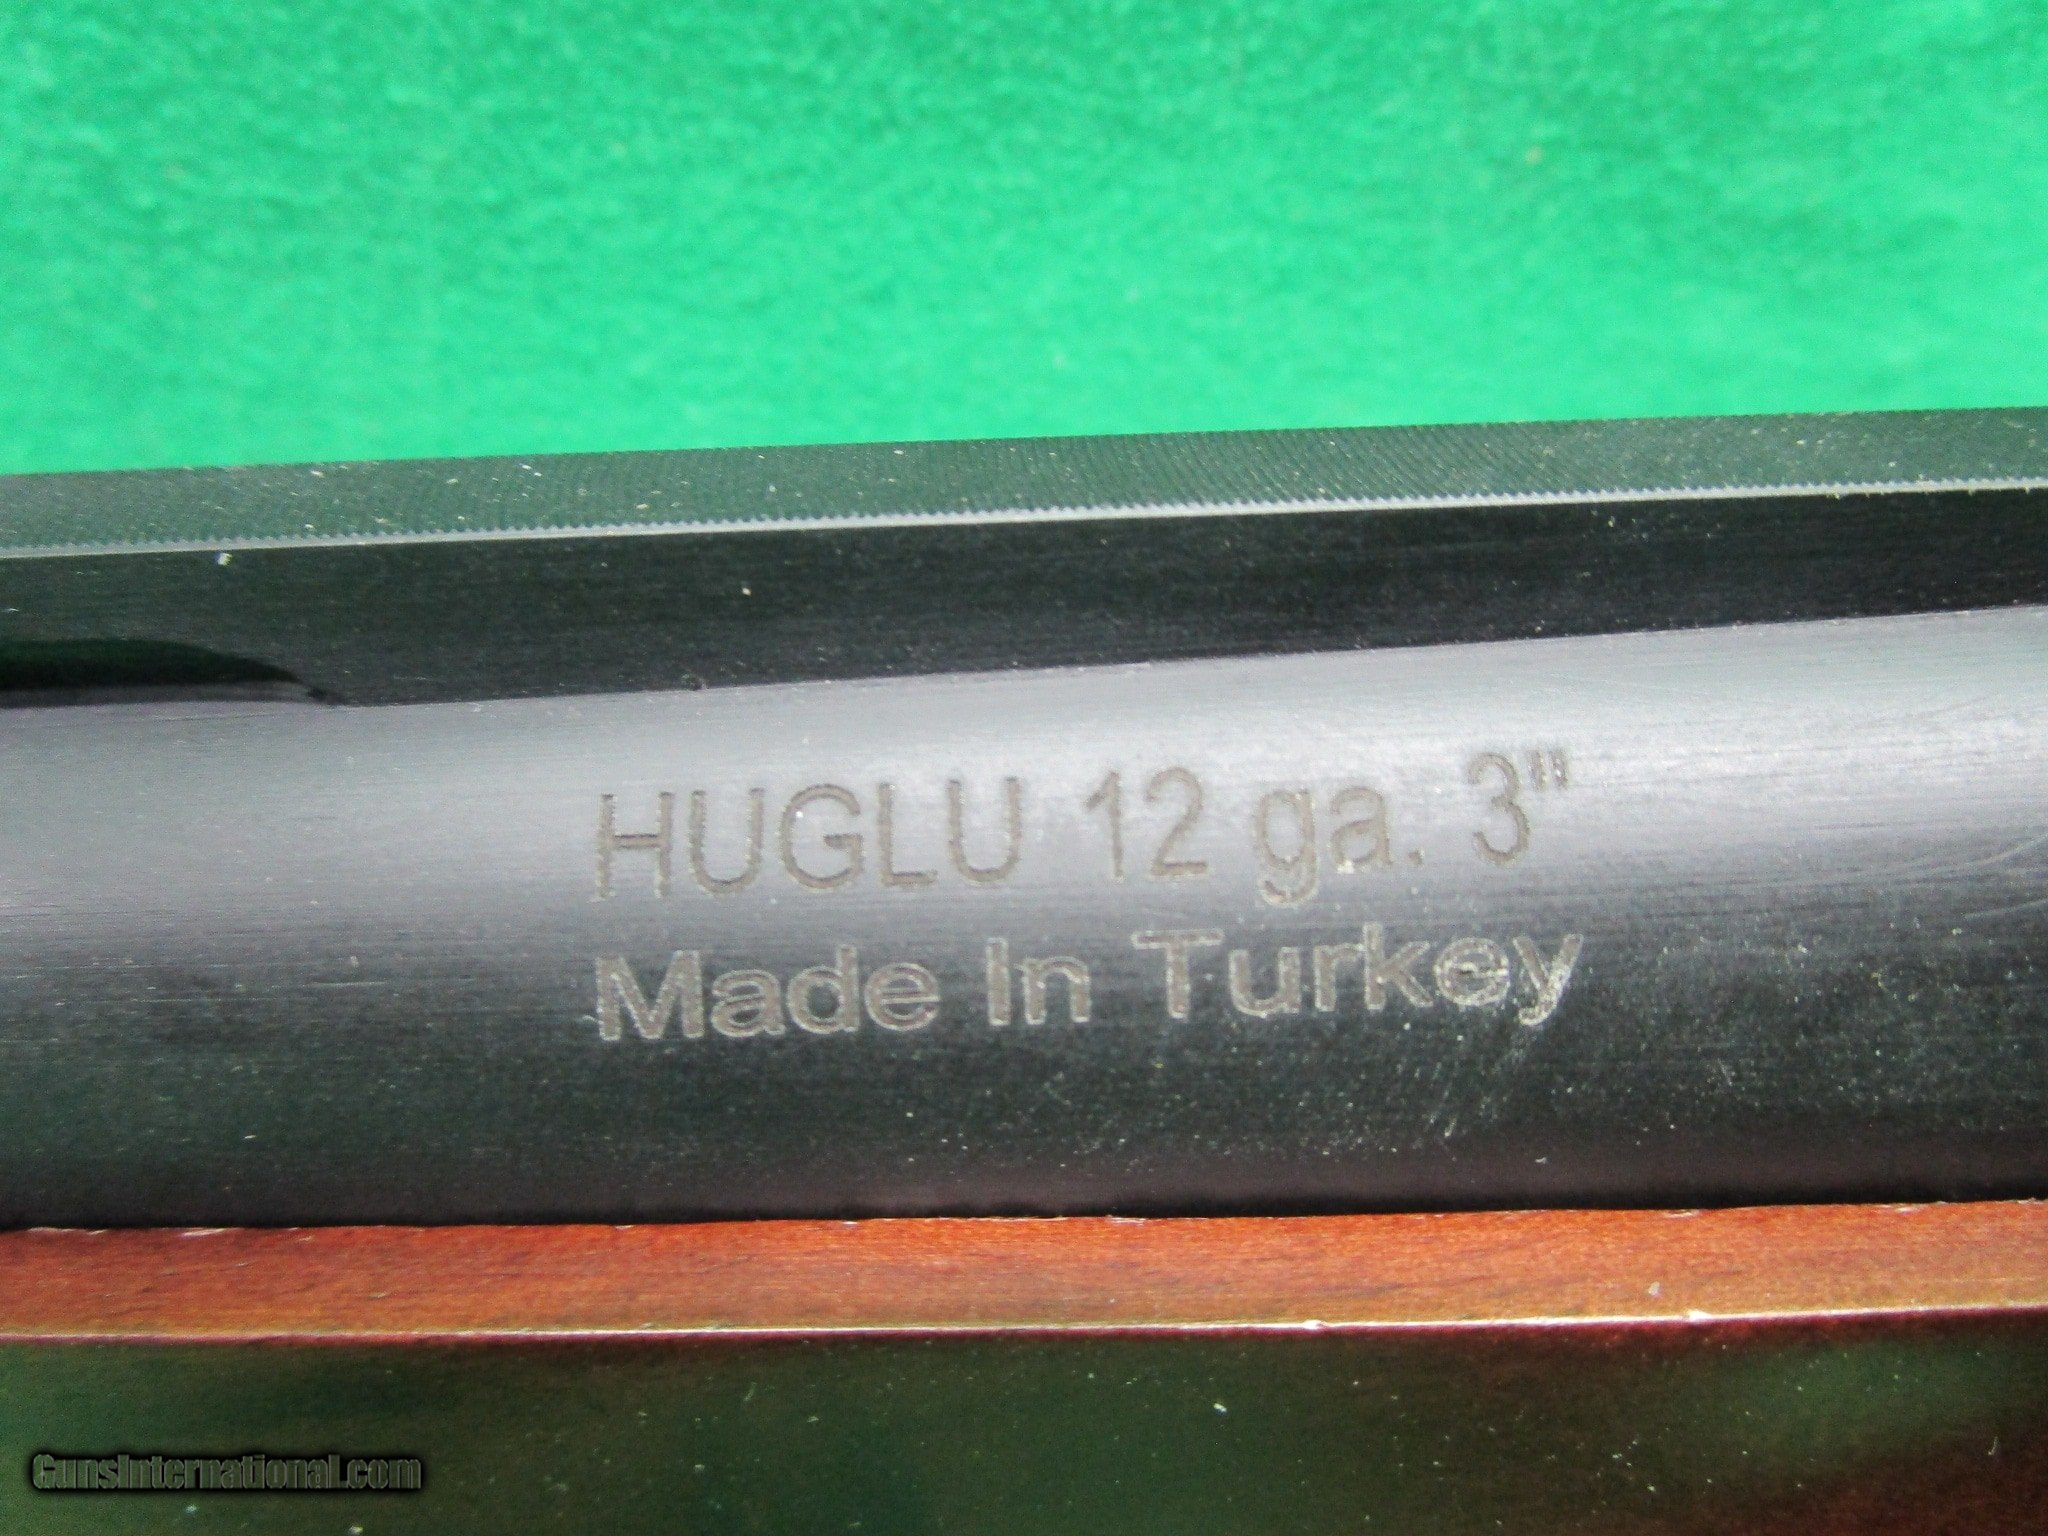 HUGLU 12 ga. 3"
Made In Turkey
GunsInternational.com